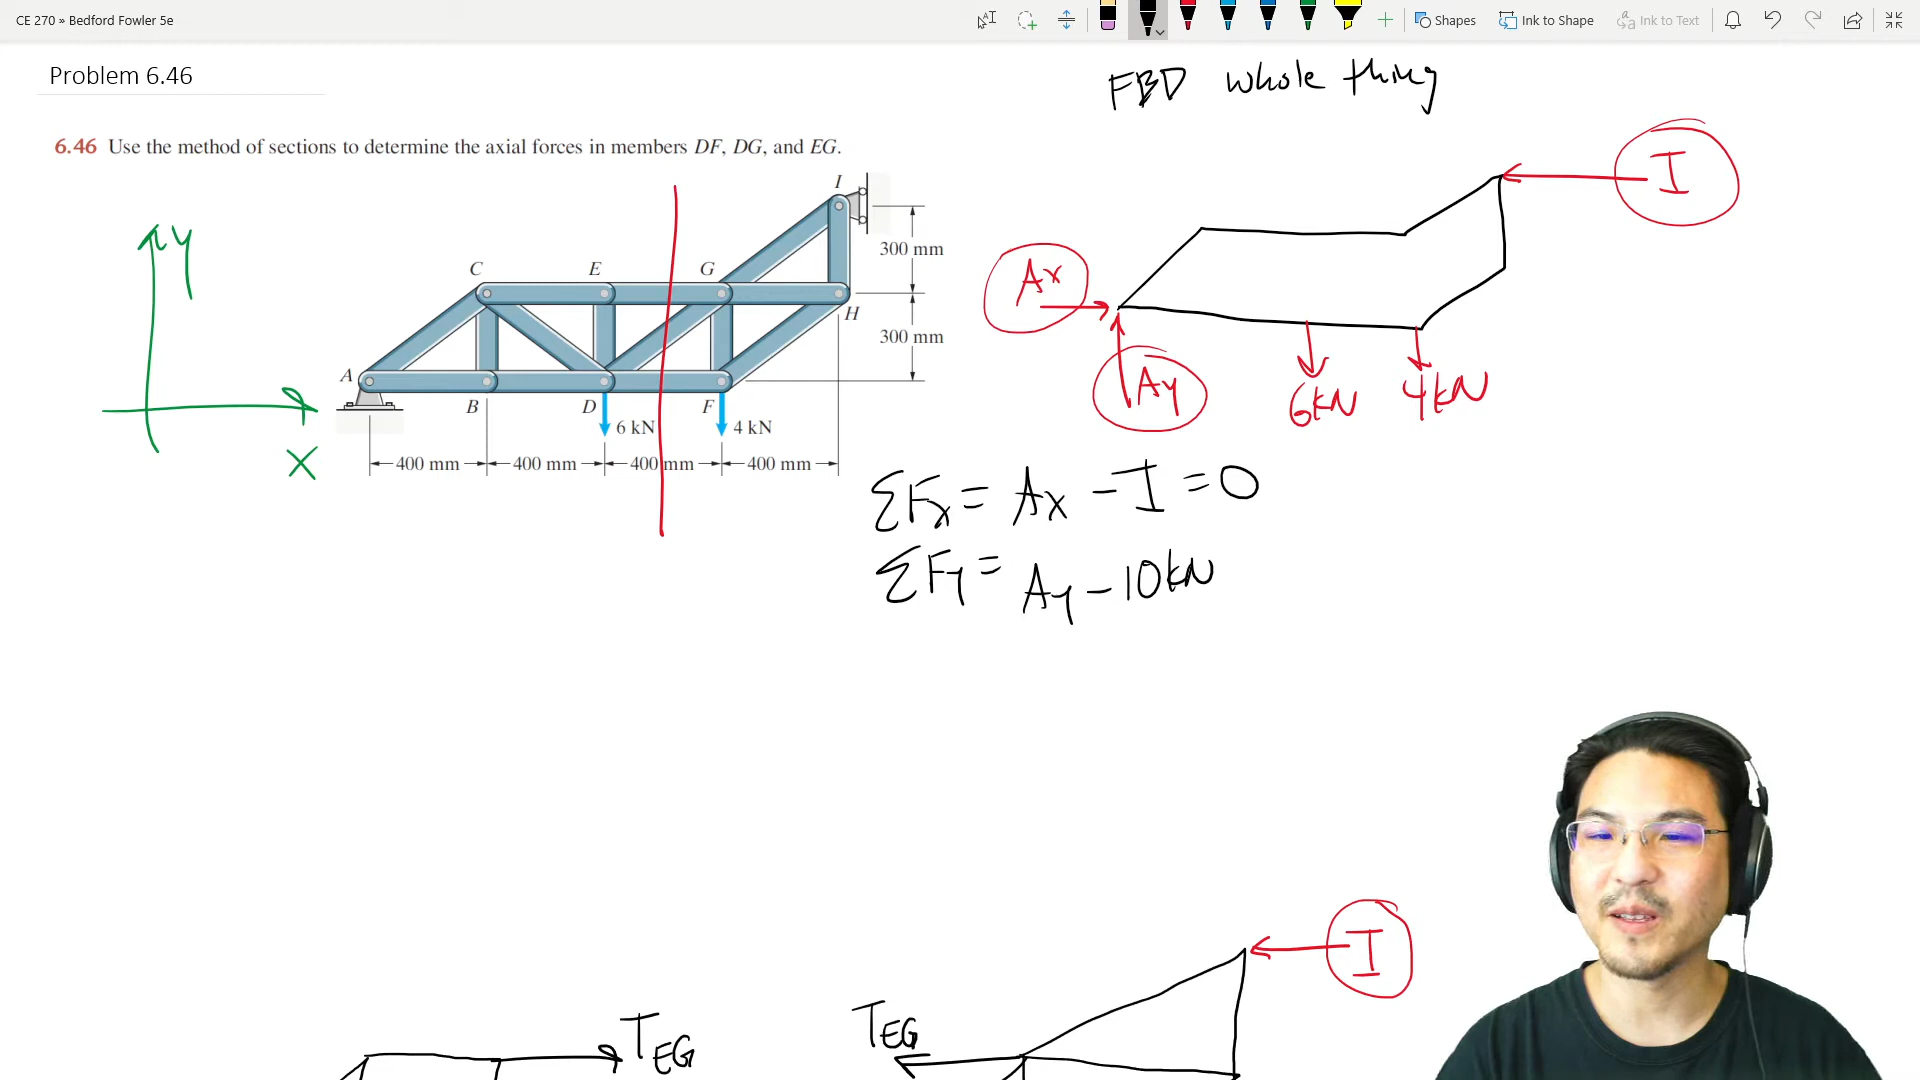 CE 270 » Bedford Fowler 5e
Shapes
Ink to Shape
Ink to Text
Problem 6.46
FBD whole thing
6.46 Use the method of sections to determine the axial forces in members DF, DG, and EG.
I
300 mm
C
E
G
H
300 mm
A
B
D
F
6 kN
4 kN
400 mm
400 mm
400 mm
400 mm
y
x
I
Ax
Ay
6kN
4kN
ΣFx = Ax - I = 0
ΣFy = Ay - 10kN
I
TEG
TEG